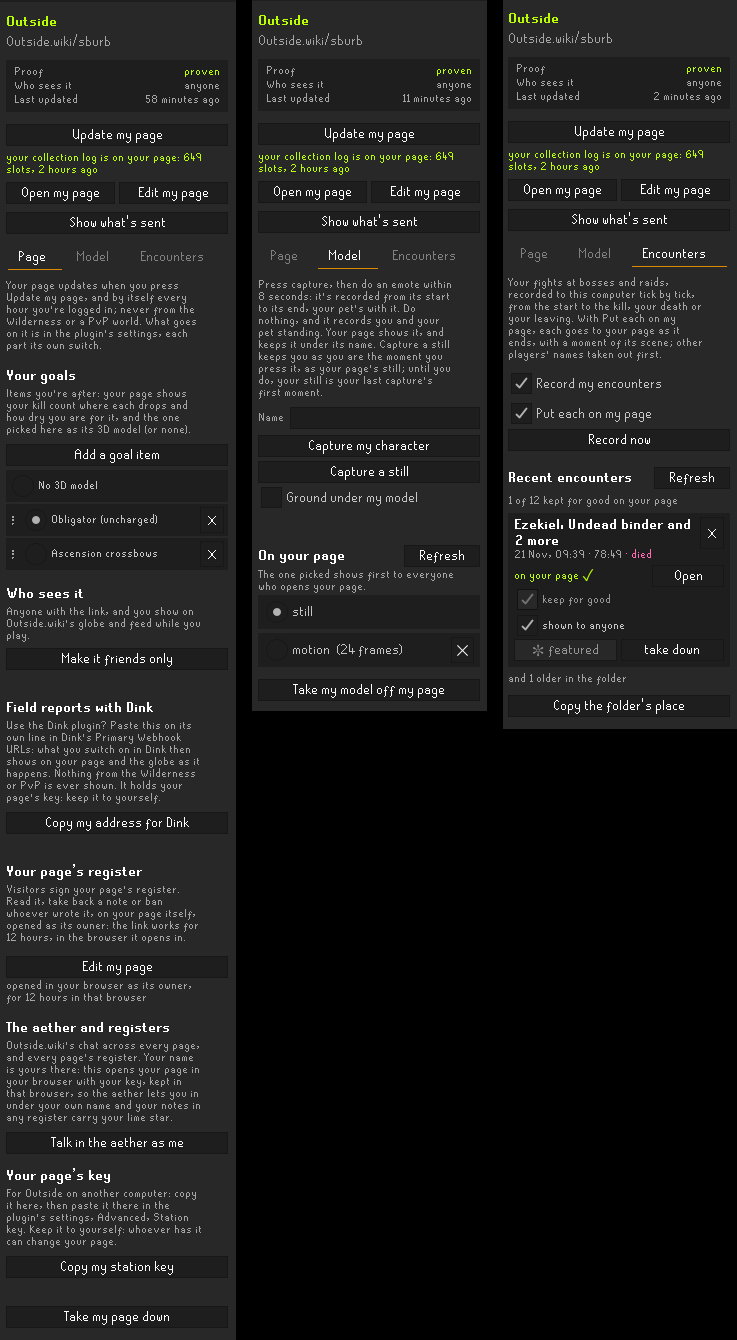 Outside
Outside.wiki/sburb
Proof proven
Who sees it anyone
Last updated 58 minutes ago
Update my page
your collection log is on your page: 649
slots, 2 hours ago
Open my page Edit my page
Show what's sent
Page Model Encounters
Your page updates when you press
Update my page, and by itself every
hour you're logged in; never from the
Wilderness or a PvP world. What goes
on it is in the plugin's settings, each
part its own switch.
Your goals
Items you're after: your page shows
your kill count where each drops and
how dry you are for it, and the one
picked here as its 3D model (or none).
Add a goal item
No 3D model
Obligator (uncharged) X
Ascension crossbows X
Who sees it
Anyone with the link, and you show on
Outside.wiki's globe and feed while you
play.
Make it friends only
Field reports with Dink
Use the Dink plugin? Paste this on its
own line in Dink's Primary Webhook
URLs: what you switch on in Dink then
shows on your page and the globe as it
happens. Nothing from the Wilderness
or PvP is ever shown. It holds your
page's key: keep it to yourself.
Copy my address for Dink
Your page's register
Visitors sign your page's register.
Read it, take back a note or ban
whoever wrote it, on your page itself,
opened as its owner: the link works for
12 hours, in the browser it opens in.
Edit my page
opened in your browser as its owner,
for 12 hours in that browser
The aether and registers
Outside.wiki's chat across every page,
and every page's register. Your name
is yours there: this opens your page in
your browser with your key, kept in
that browser, so the aether lets you in
under your own name and your notes in
any register carry your lime star.
Talk in the aether as me
Your page's key
For Outside on another computer: copy
it here, then paste it there in the
plugin's settings, Advanced, Station
key. Keep it to yourself: whoever has it
can change your page.
Copy my station key
Take my page down
Outside
Outside.wiki/sburb
Proof proven
Who sees it anyone
Last updated 11 minutes ago
Update my page
your collection log is on your page: 649
slots, 2 hours ago
Open my page Edit my page
Show what's sent
Page Model Encounters
Press capture, then do an emote within
8 seconds: it's recorded from its start
to its end, your pet's with it. Do
nothing, and it records you and your
pet standing. Your page shows it, and
keeps it under its name. Capture a still
keeps you as you are the moment you
press it, as your page's still; until you
do, your still is your last capture's
first moment.
Name
Capture my character
Capture a still
Ground under my model
On your page Refresh
The one picked shows first to everyone
who opens your page.
still
motion (24 frames) X
Take my model off my page
Outside
Outside.wiki/sburb
Proof proven
Who sees it anyone
Last updated 2 minutes ago
Update my page
your collection log is on your page: 649
slots, 2 hours ago
Open my page Edit my page
Show what's sent
Page Model Encounters
Your fights at bosses and raids,
recorded to this computer tick by tick,
from the start to the kill, your death or
your leaving. With Put each on my
page, each goes to your page as it
ends, with a moment of its scene; other
players' names taken out first.
Record my encounters
Put each on my page
Record now
Recent encounters Refresh
1 of 12 kept for good on your page
Ezekiel, Undead binder and
2 more X
21 Nov, 09:39 · 78:49 · died
on your page ✓ Open
keep for good
shown to anyone
✻ featured take down
and 1 older in the folder
Copy the folder's place